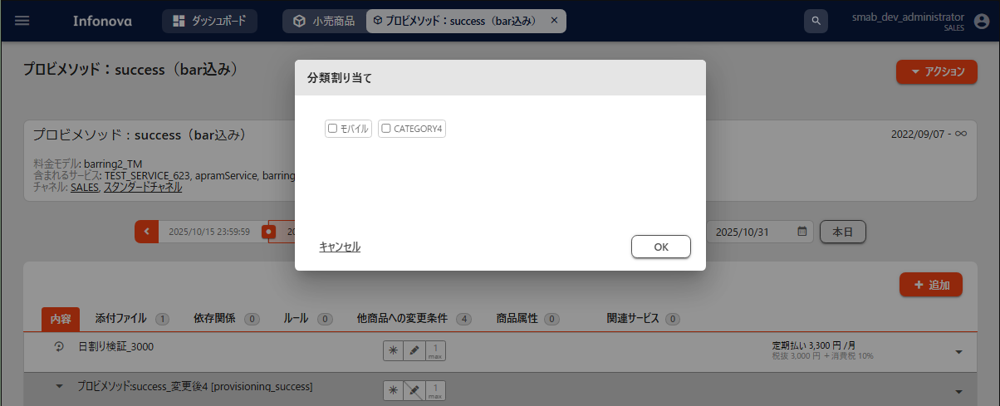 Infonova
ダッシュボード
小売商品
プロビメソッド：success（bar込み）
smab_dev_administrator
SALES
プロビメソッド：success（bar込み）
アクション
分類割り当て
モバイル
CATEGORY4
キャンセル
OK
プロビメソッド：success（bar込み）
2022/09/07 - ∞
料金モデル: barring2_TM
含まれるサービス: TEST_SERVICE_623, apramService, barring
チャネル: SALES, スタンダードチャネル
2025/10/15 23:59:59
20
2025/10/31
本日
+ 追加
内容
添付ファイル 1
依存関係 0
ルール 0
他商品への変更条件 4
商品属性 0
関連サービス 0
日割り検証_3000
1
max
定期払い 3,300 円 /月
税抜 3,000 円 + 消費税 10%
プロビメソッド:success_変更後4 [provisioning_success]
1
max